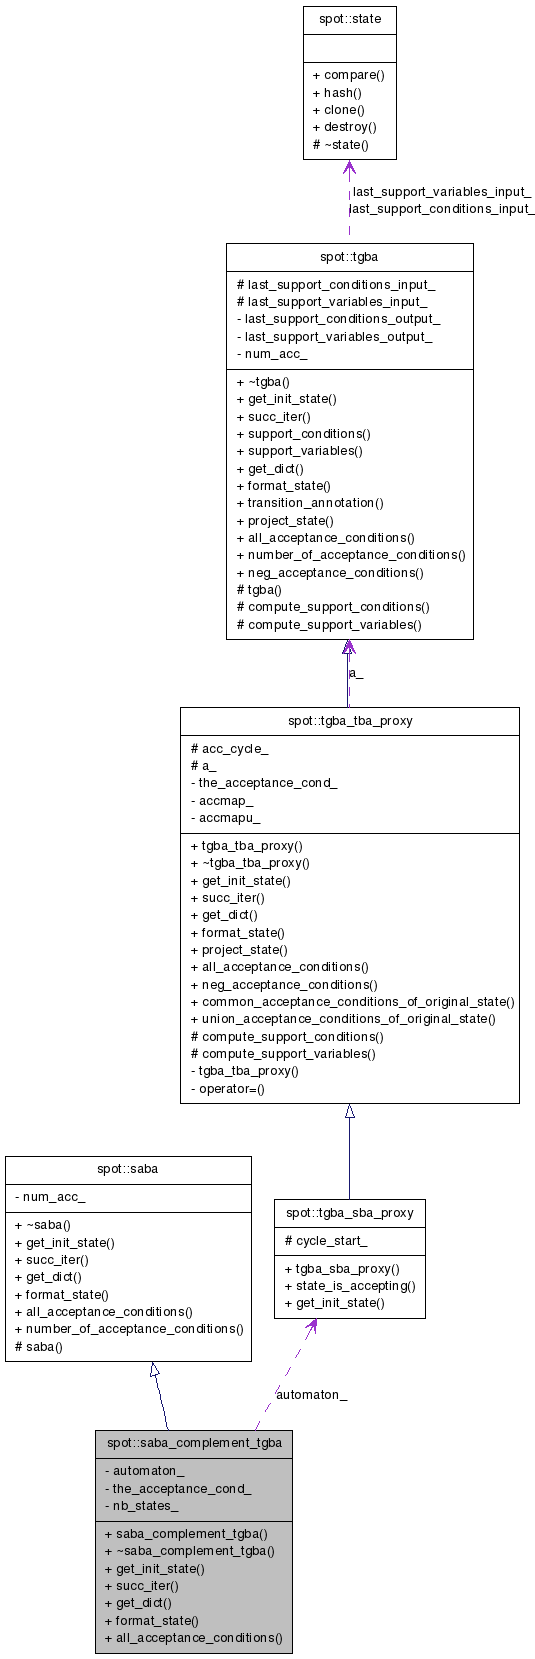 spot::state
+ compare()
+ hash()
+ clone()
+ destroy()
# ~state()
last_support_variables_input_
last_support_conditions_input_
spot::tgba
# last_support_conditions_input_
# last_support_variables_input_
- last_support_conditions_output_
- last_support_variables_output_
- num_acc_
+ ~tgba()
+ get_init_state()
+ succ_iter()
+ support_conditions()
+ support_variables()
+ get_dict()
+ format_state()
+ transition_annotation()
+ project_state()
+ all_acceptance_conditions()
+ number_of_acceptance_conditions()
+ neg_acceptance_conditions()
# tgba()
# compute_support_conditions()
# compute_support_variables()
a_
spot::tgba_tba_proxy
# acc_cycle_
# a_
- the_acceptance_cond_
- accmap_
- accmapu_
+ tgba_tba_proxy()
+ ~tgba_tba_proxy()
+ get_init_state()
+ succ_iter()
+ get_dict()
+ format_state()
+ project_state()
+ all_acceptance_conditions()
+ neg_acceptance_conditions()
+ common_acceptance_conditions_of_original_state()
+ union_acceptance_conditions_of_original_state()
# compute_support_conditions()
# compute_support_variables()
- tgba_tba_proxy()
- operator=()
spot::saba
- num_acc_
+ ~saba()
+ get_init_state()
+ succ_iter()
+ get_dict()
+ format_state()
+ all_acceptance_conditions()
+ number_of_acceptance_conditions()
# saba()
spot::tgba_sba_proxy
# cycle_start_
+ tgba_sba_proxy()
+ state_is_accepting()
+ get_init_state()
automaton_
spot::saba_complement_tgba
- automaton_
- the_acceptance_cond_
- nb_states_
+ saba_complement_tgba()
+ ~saba_complement_tgba()
+ get_init_state()
+ succ_iter()
+ get_dict()
+ format_state()
+ all_acceptance_conditions()